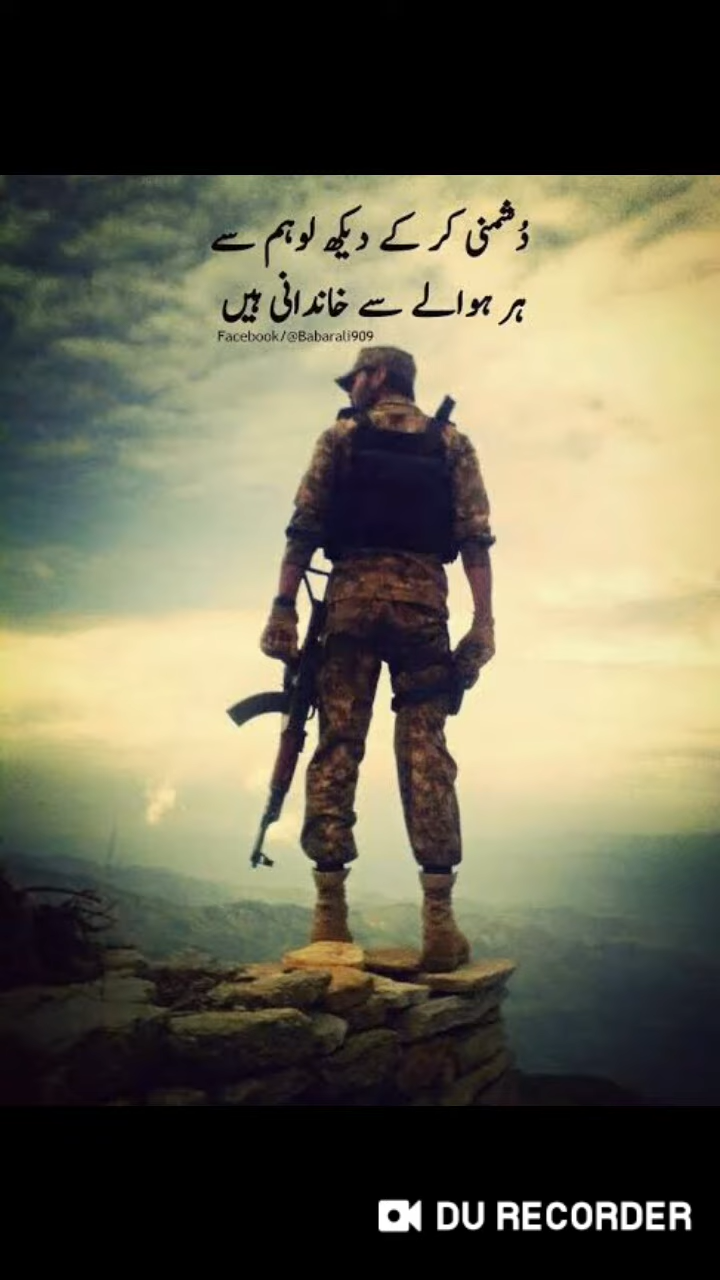 دُشمنی کر کے دیکھ لو ہم سے
ہر حوالے سے خاندانی ہیں
Facebook/@Babarali909
DU RECORDER